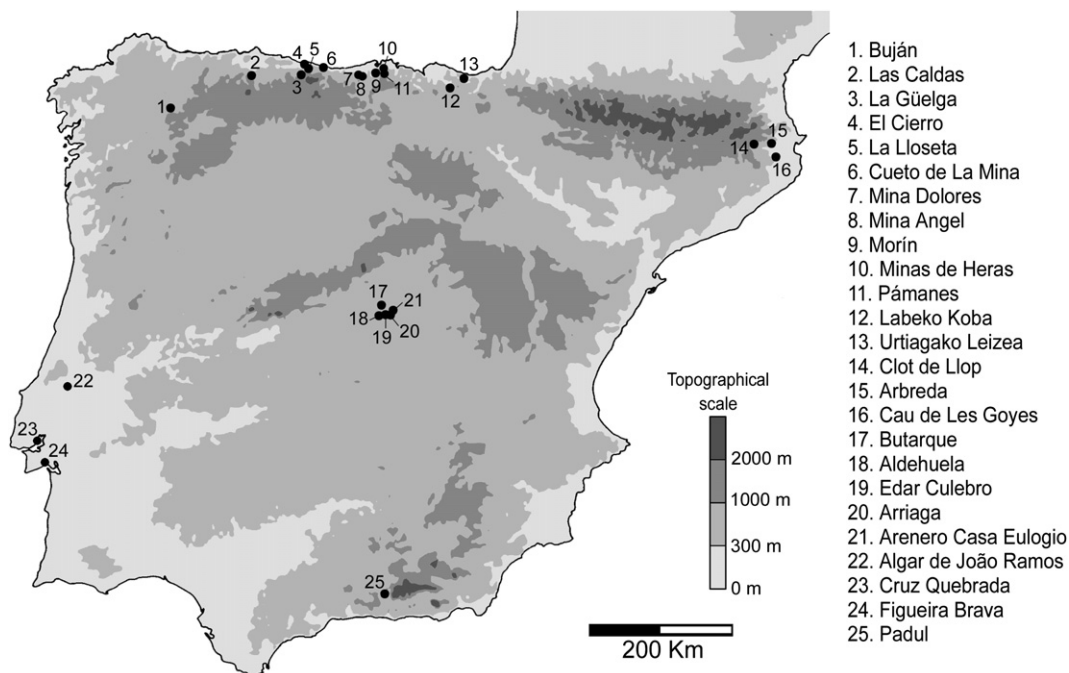 1
2
3
4
5
6
7
8
9
10
11
12
13
14
15
16
17
18
19
20
21
22
23
24
25
Topographical
scale
2000 m
1000 m
300 m
0 m
200 Km
1. Buján
2. Las Caldas
3. La Güelga
4. El Cierro
5. La Lloseta
6. Cueto de La Mina
7. Mina Dolores
8. Mina Angel
9. Morín
10. Minas de Heras
11. Pámanes
12. Labeko Koba
13. Urtiagako Leizea
14. Clot de Llop
15. Arbreda
16. Cau de Les Goyes
17. Butarque
18. Aldehuela
19. Edar Culebro
20. Arriaga
21. Arenero Casa Eulogio
22. Algar de João Ramos
23. Cruz Quebrada
24. Figueira Brava
25. Padul